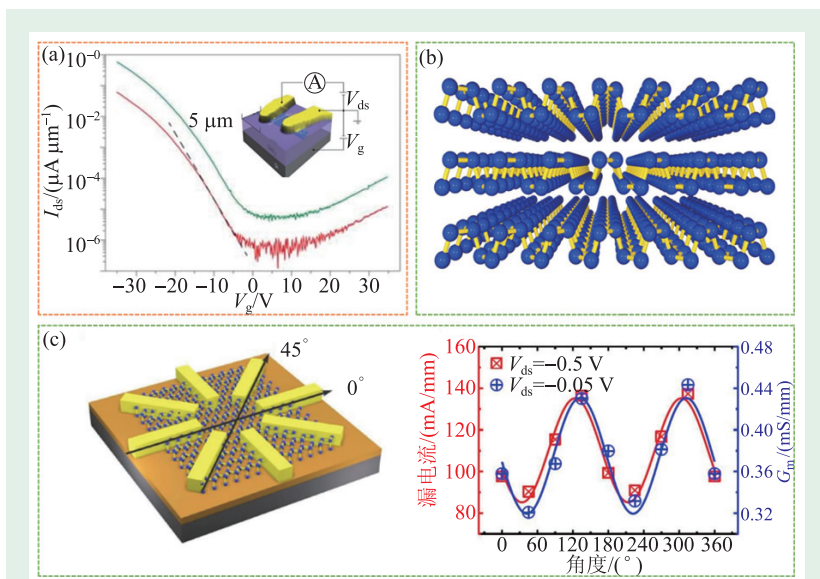 (a)
10⁻⁰
10⁻²
10⁻⁴
10⁻⁶
I_ds/(μA μm⁻¹)
5 μm
A
V_ds
V_g
−30 −20 −10 0 10 20 30
V_g/V
(b)
(c)
45°
0°
160
140
120
100
80
漏电流/(mA/mm)
V_ds=−0.5 V
V_ds=−0.05 V
0.48
0.44
0.40
0.36
0.32
G_m/(mS/mm)
0 60 120 180 240 300 360
角度/(°)